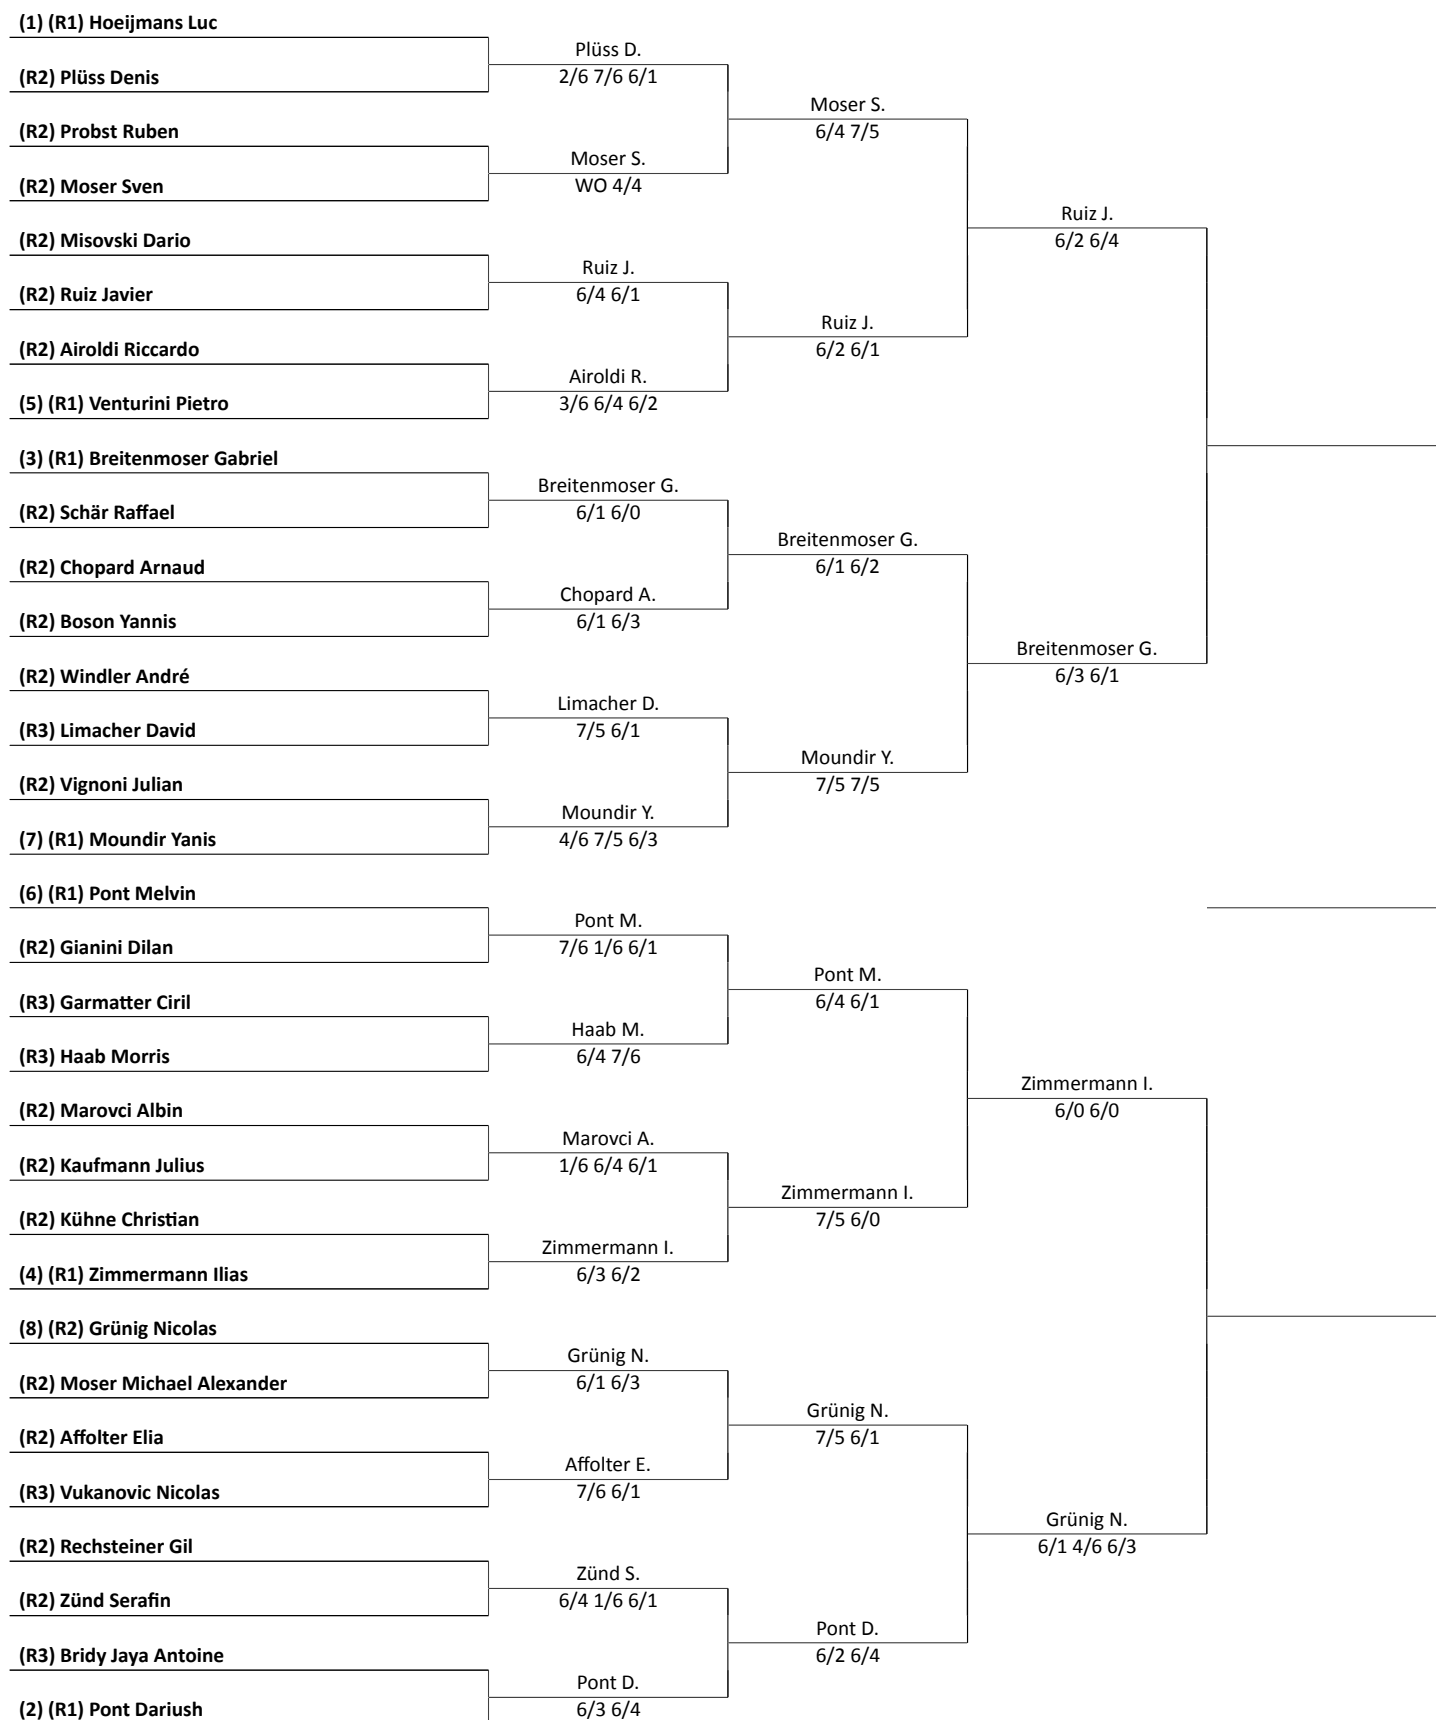 (1) (R1) Hoeijmans Luc
Plüss D.
(R2) Plüss Denis
2/6 7/6 6/1
Moser S.
(R2) Probst Ruben
6/4 7/5
Moser S.
(R2) Moser Sven
WO 4/4
Ruiz J.
(R2) Misovski Dario
6/2 6/4
Ruiz J.
(R2) Ruiz Javier
6/4 6/1
Ruiz J.
(R2) Airoldi Riccardo
6/2 6/1
Airoldi R.
(5) (R1) Venturini Pietro
3/6 6/4 6/2
(3) (R1) Breitenmoser Gabriel
Breitenmoser G.
(R2) Schär Raffael
6/1 6/0
Breitenmoser G.
(R2) Chopard Arnaud
6/1 6/2
Chopard A.
(R2) Boson Yannis
6/1 6/3
Breitenmoser G.
(R2) Windler André
6/3 6/1
Limacher D.
(R3) Limacher David
7/5 6/1
Moundir Y.
(R2) Vignoni Julian
7/5 7/5
Moundir Y.
(7) (R1) Moundir Yanis
4/6 7/5 6/3
(6) (R1) Pont Melvin
Pont M.
(R2) Gianini Dilan
7/6 1/6 6/1
Pont M.
(R3) Garmatter Ciril
6/4 6/1
Haab M.
(R3) Haab Morris
6/4 7/6
Zimmermann I.
(R2) Marovci Albin
6/0 6/0
Marovci A.
(R2) Kaufmann Julius
1/6 6/4 6/1
Zimmermann I.
(R2) Kühne Christian
7/5 6/0
Zimmermann I.
(4) (R1) Zimmermann Ilias
6/3 6/2
(8) (R2) Grünig Nicolas
Grünig N.
(R2) Moser Michael Alexander
6/1 6/3
Grünig N.
(R2) Affolter Elia
7/5 6/1
Affolter E.
(R3) Vukanovic Nicolas
7/6 6/1
Grünig N.
(R2) Rechsteiner Gil
6/1 4/6 6/3
Zünd S.
(R2) Zünd Serafin
6/4 1/6 6/1
Pont D.
(R3) Bridy Jaya Antoine
6/2 6/4
Pont D.
(2) (R1) Pont Dariush
6/3 6/4